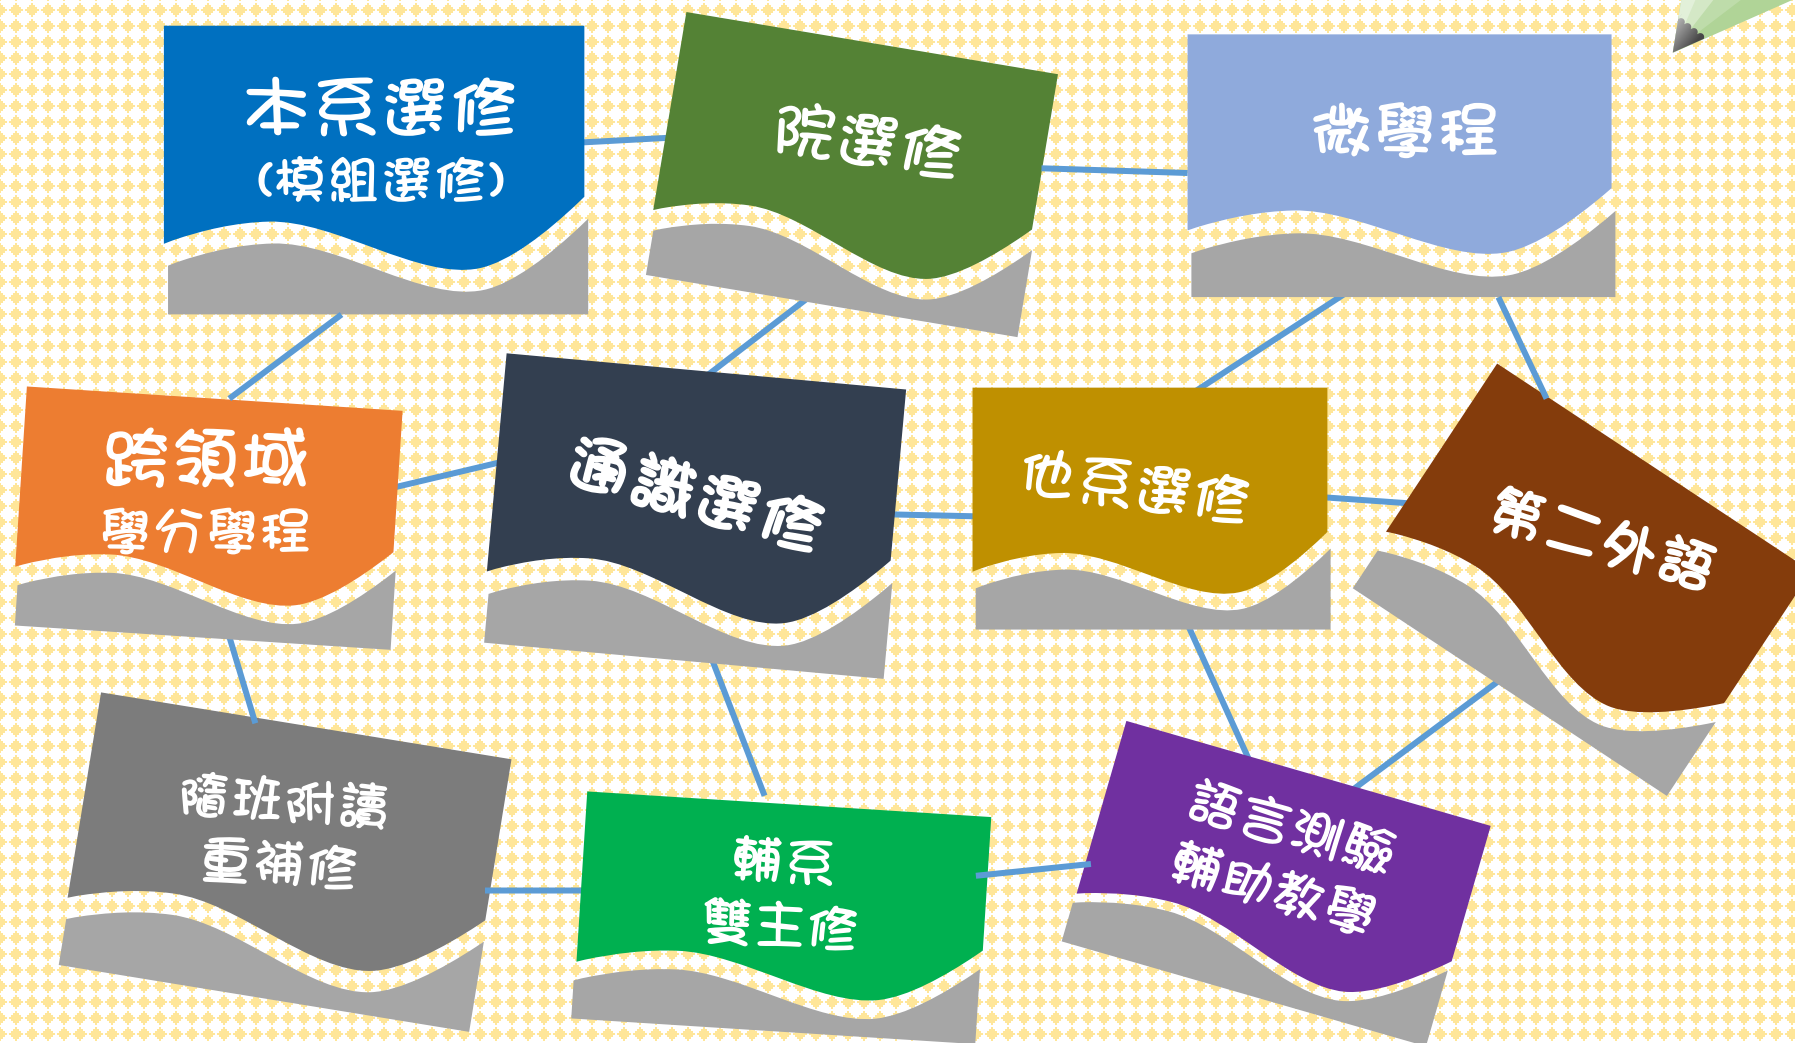 本系選修
(模組選修)
院選修
微學程
跨領域
學分學程
通識選修
他系選修
第二外語
隨班附讀
重補修
輔系
雙主修
語言測驗
輔助教學